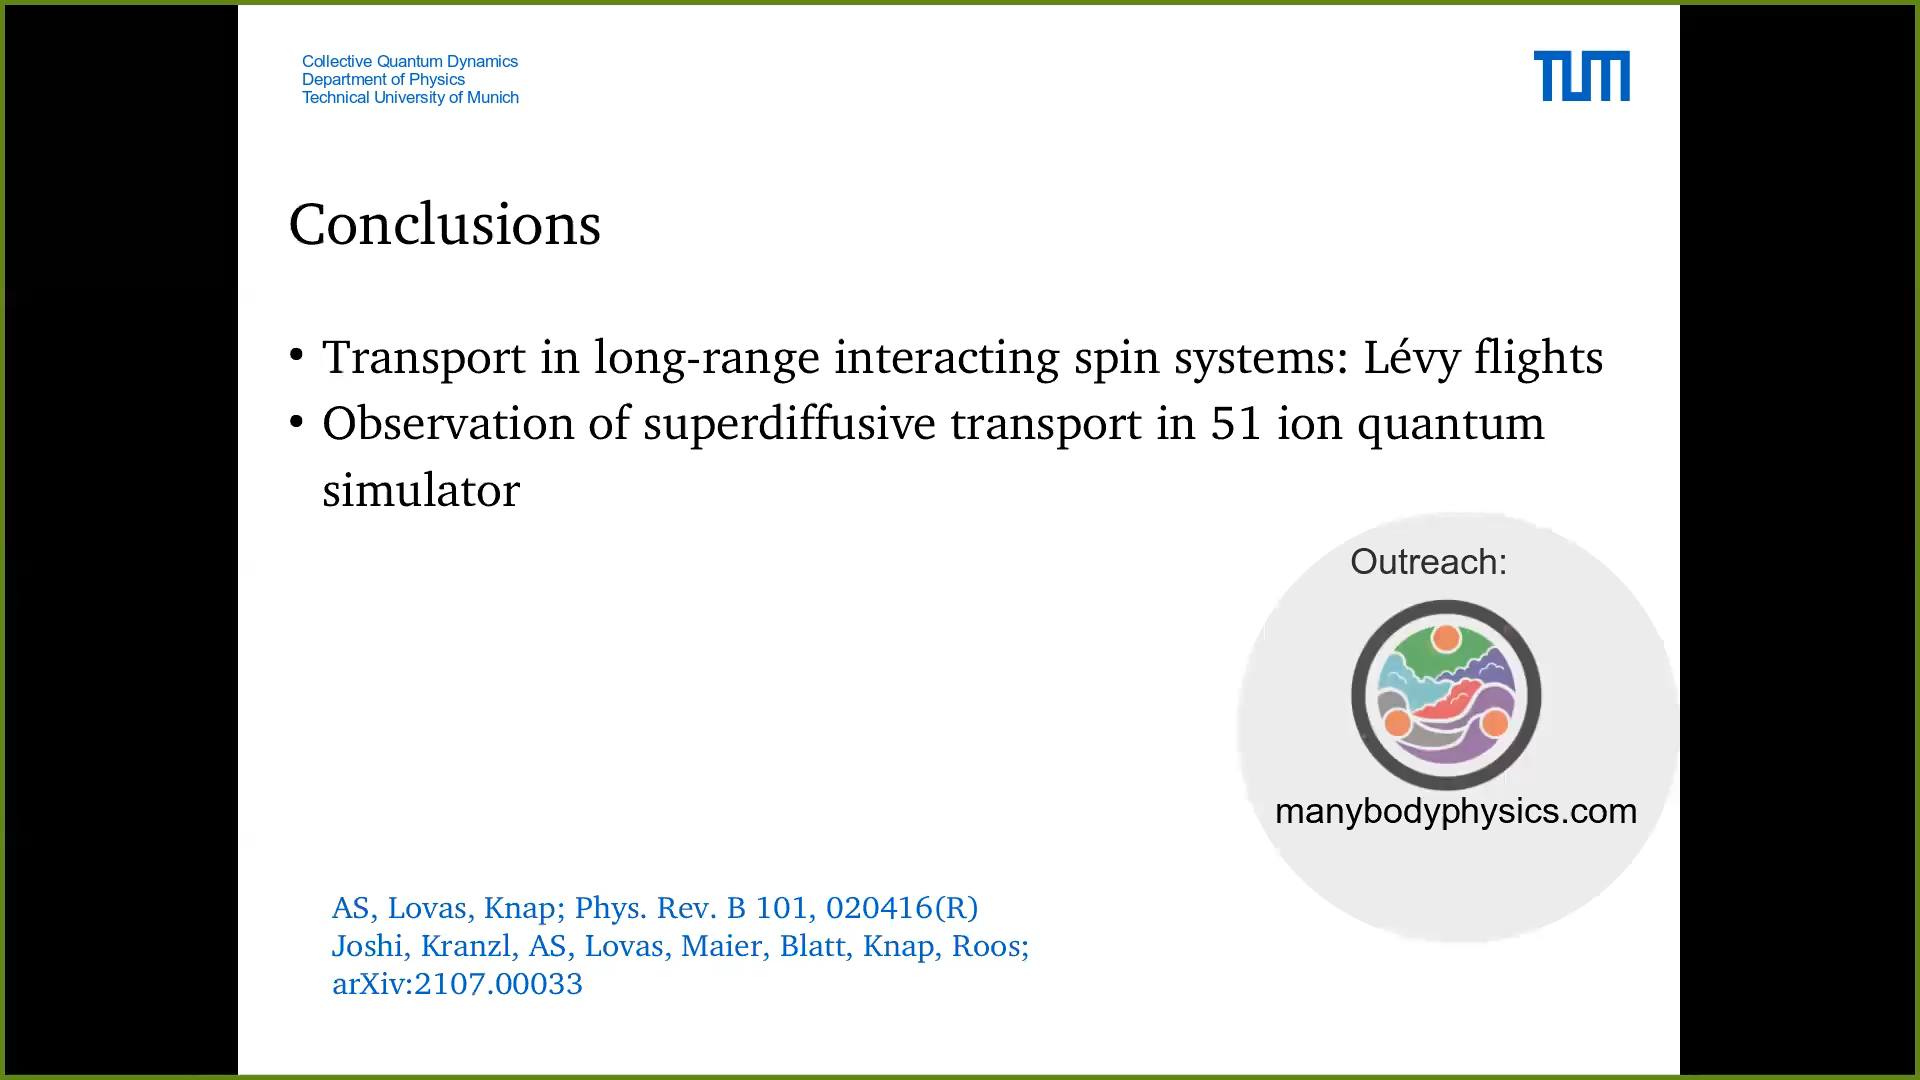 Collective Quantum Dynamics
Department of Physics
Technical University of Munich
TUM
Conclusions
• Transport in long-range interacting spin systems: Lévy flights
• Observation of superdiffusive transport in 51 ion quantum
simulator
Outreach:
manybodyphysics.com
AS, Lovas, Knap; Phys. Rev. B 101, 020416(R)
Joshi, Kranzl, AS, Lovas, Maier, Blatt, Knap, Roos;
arXiv:2107.00033